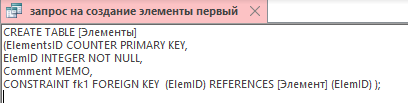 запрос на создание элементы первый
CREATE TABLE [Элементы]
(ElementsID COUNTER PRIMARY KEY,
ElemID INTEGER NOT NULL,
Comment MEMO,
CONSTRAINT fk1 FOREIGN KEY  (ElemID) REFERENCES [Элемент] (ElemID) );